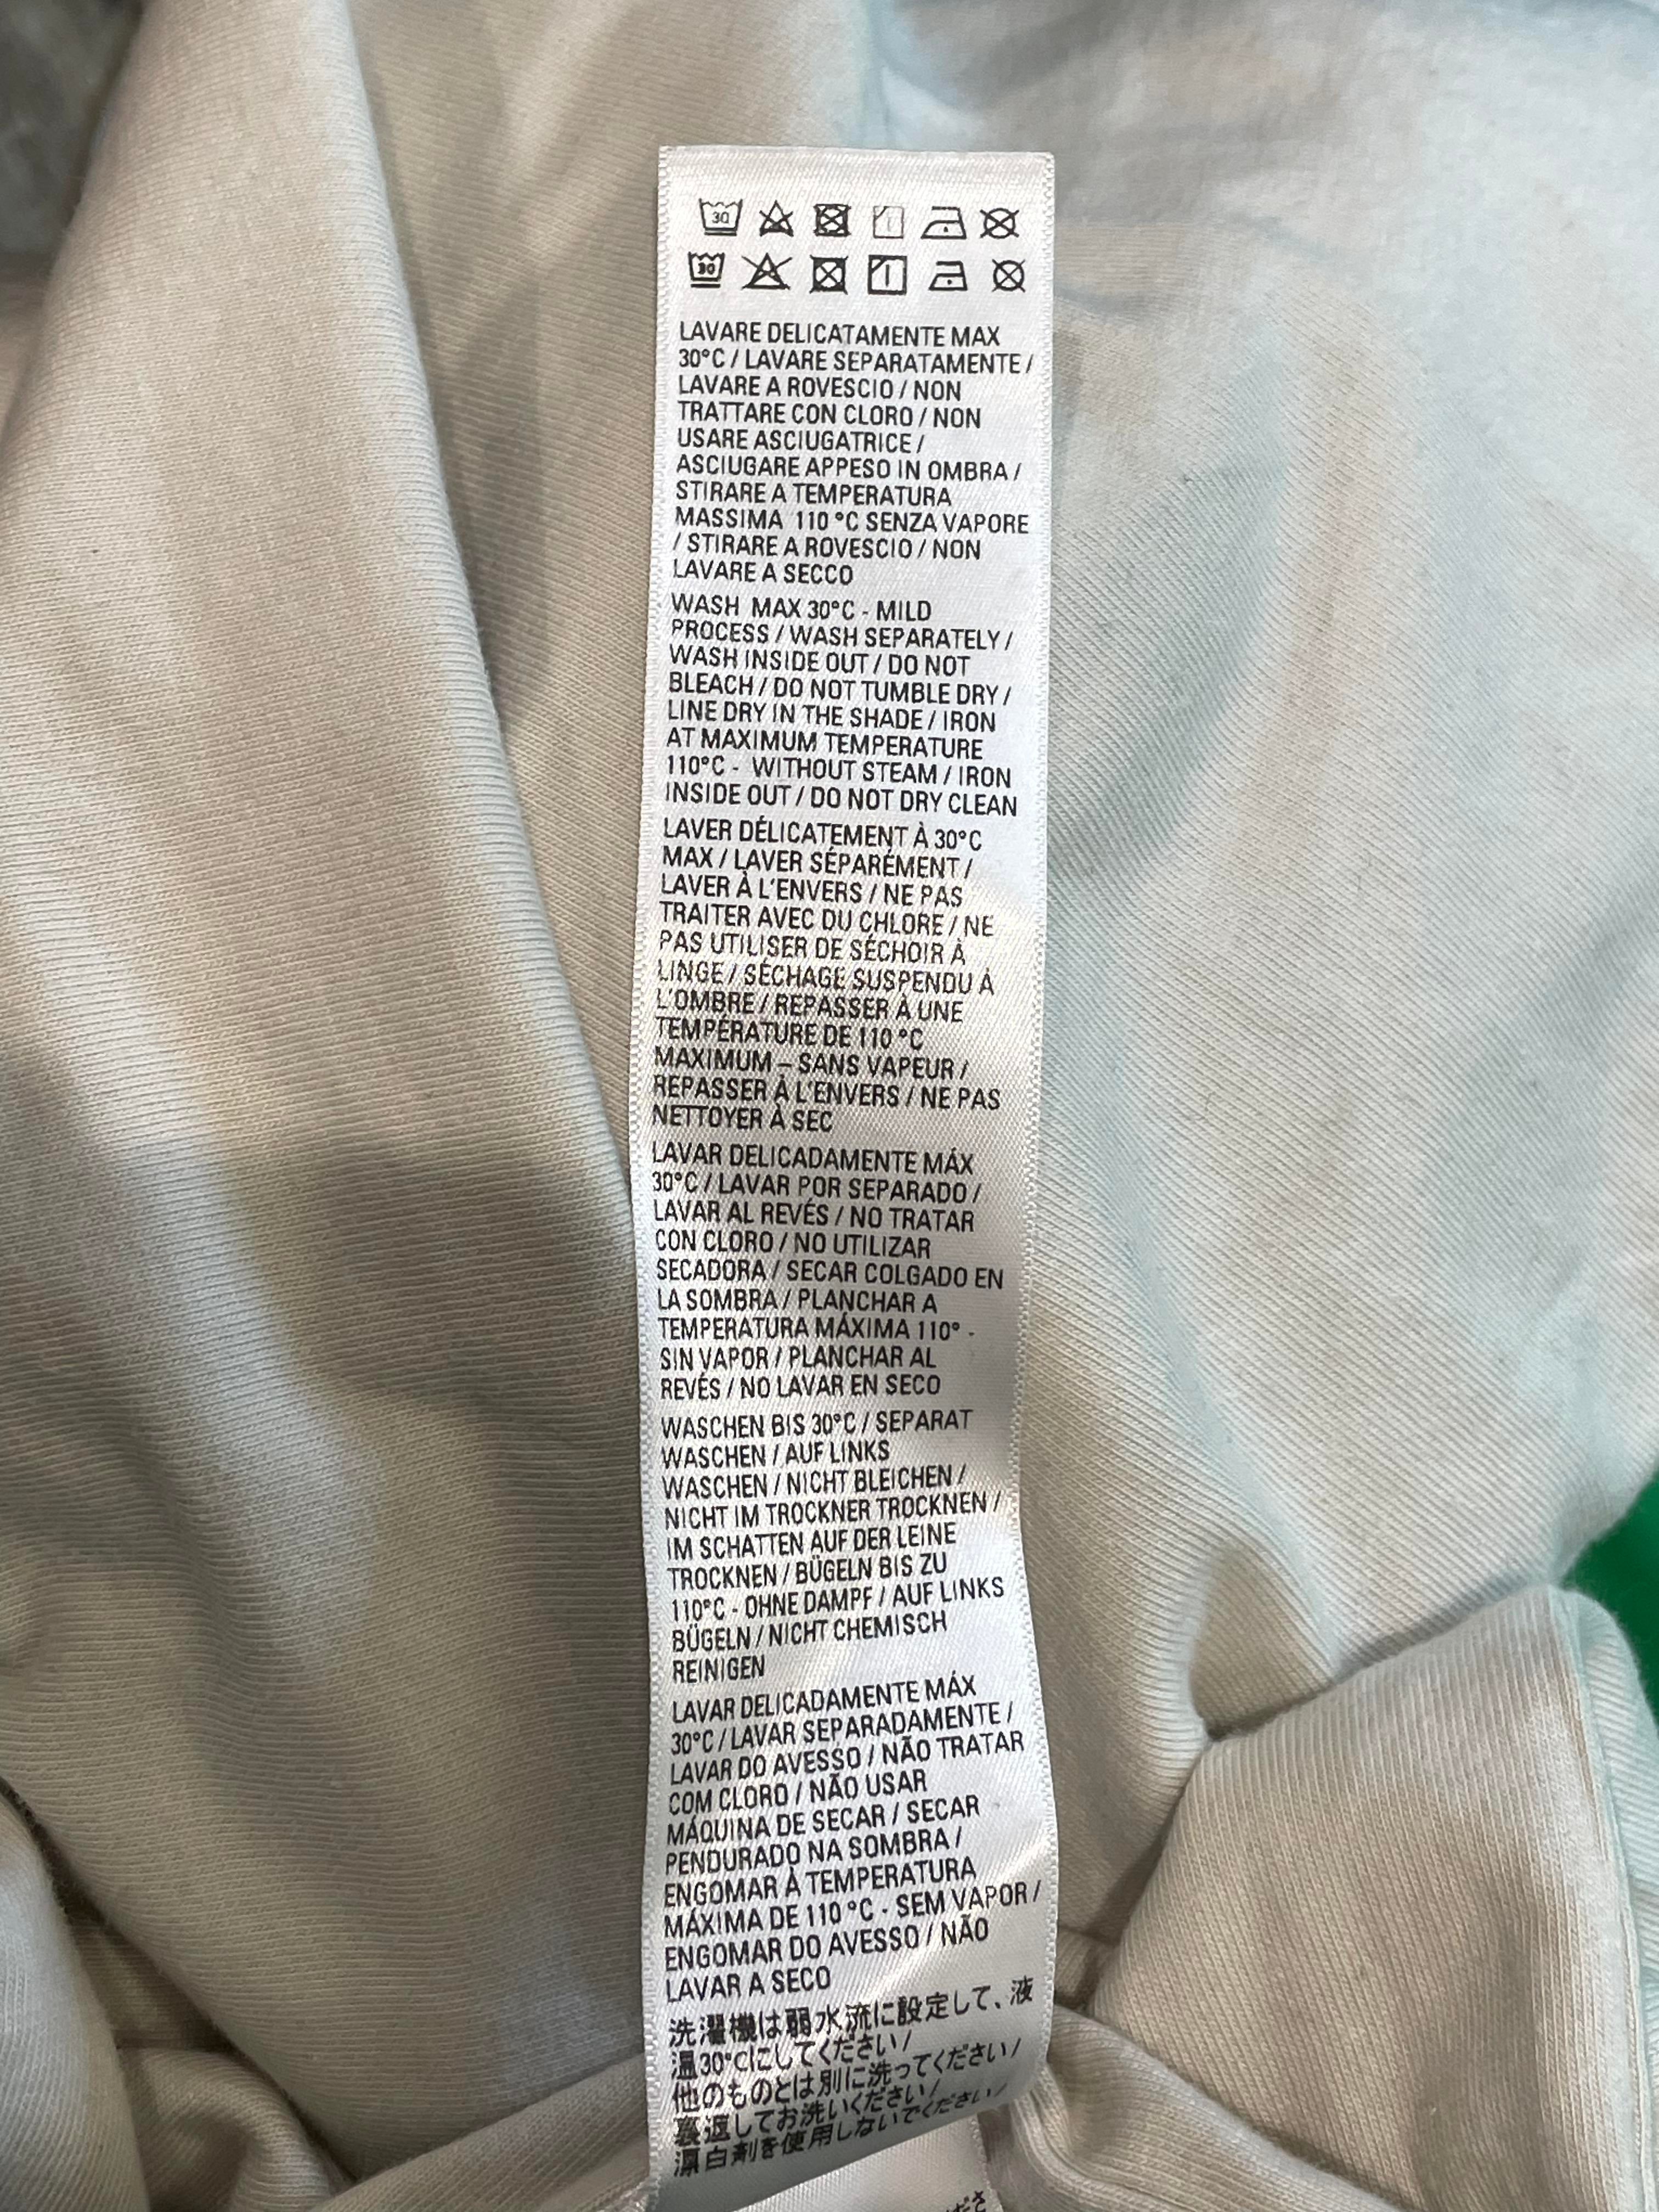 30
30
LAVARE DELICATAMENTE MAX
30°C / LAVARE SEPARATAMENTE /
LAVARE A ROVESCIO / NON
TRATTARE CON CLORO / NON
USARE ASCIUGATRICE /
ASCIUGARE APPESO IN OMBRA /
STIRARE A TEMPERATURA
MASSIMA 110 °C SENZA VAPORE
/ STIRARE A ROVESCIO / NON
LAVARE A SECCO
WASH MAX 30°C - MILD
PROCESS / WASH SEPARATELY /
WASH INSIDE OUT / DO NOT
BLEACH / DO NOT TUMBLE DRY /
LINE DRY IN THE SHADE / IRON
AT MAXIMUM TEMPERATURE
110°C - WITHOUT STEAM / IRON
INSIDE OUT / DO NOT DRY CLEAN
LAVER DÉLICATEMENT À 30°C
MAX / LAVER SÉPARÉMENT /
LAVER À L'ENVERS / NE PAS
TRAITER AVEC DU CHLORE / NE
PAS UTILISER DE SÉCHOIR À
LINGE / SÉCHAGE SUSPENDU À
L'OMBRE / REPASSER À UNE
TEMPÉRATURE DE 110 °C
MAXIMUM – SANS VAPEUR /
REPASSER À L'ENVERS / NE PAS
NETTOYER À SEC
LAVAR DELICADAMENTE MÁX
30°C / LAVAR POR SEPARADO /
LAVAR AL REVÉS / NO TRATAR
CON CLORO / NO UTILIZAR
SECADORA / SECAR COLGADO EN
LA SOMBRA / PLANCHAR A
TEMPERATURA MÁXIMA 110° -
SIN VAPOR / PLANCHAR AL
REVÉS / NO LAVAR EN SECO
WASCHEN BIS 30°C / SEPARAT
WASCHEN / AUF LINKS
WASCHEN / NICHT BLEICHEN /
NICHT IM TROCKNER TROCKNEN /
IM SCHATTEN AUF DER LEINE
TROCKNEN / BÜGELN BIS ZU
110°C - OHNE DAMPF / AUF LINKS
BÜGELN / NICHT CHEMISCH
REINIGEN
LAVAR DELICADAMENTE MÁX
30°C / LAVAR SEPARADAMENTE /
LAVAR DO AVESSO / NÃO TRATAR
COM CLORO / NÃO USAR
MÁQUINA DE SECAR / SECAR
PENDURADO NA SOMBRA /
ENGOMAR À TEMPERATURA
MÁXIMA DE 110 °C - SEM VAPOR /
ENGOMAR DO AVESSO / NÃO
LAVAR A SECO
洗濯機は弱水流に設定して、液
温30°Cにしてください /
他のものとは別に洗ってください /
裏返してお洗いください /
漂白剤を使用しないでください /